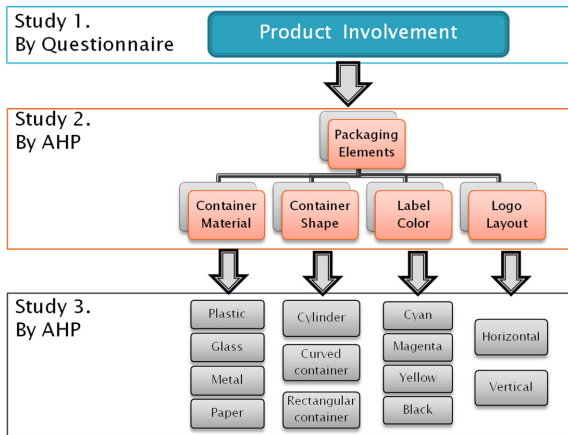 Study 1.
By Questionnaire
Product Involvement
Study 2.
By AHP
Packaging
Elements
Container
Material
Container
Shape
Label
Color
Logo
Layout
Study 3.
By AHP
Plastic
Glass
Metal
Paper
Cylinder
Curved
container
Rectangular
container
Cyan
Magenta
Yellow
Black
Horizontal
Vertical